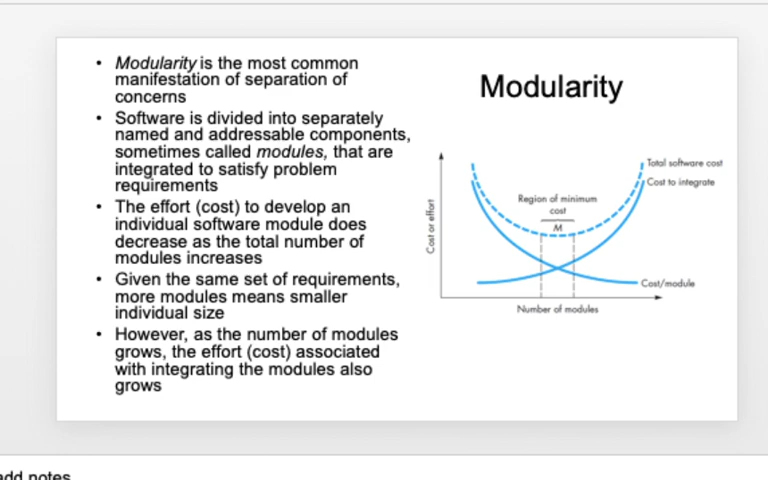 • Modularity is the most common
manifestation of separation of
concerns
• Software is divided into separately
named and addressable components,
sometimes called modules, that are
integrated to satisfy problem
requirements
• The effort (cost) to develop an
individual software module does
decrease as the total number of
modules increases
• Given the same set of requirements,
more modules means smaller
individual size
• However, as the number of modules
grows, the effort (cost) associated
with integrating the modules also
grows
Modularity
Total software cost
Cost to integrate
Region of minimum
cost
M
Cost or effort
Cost/module
Number of modules
add notes